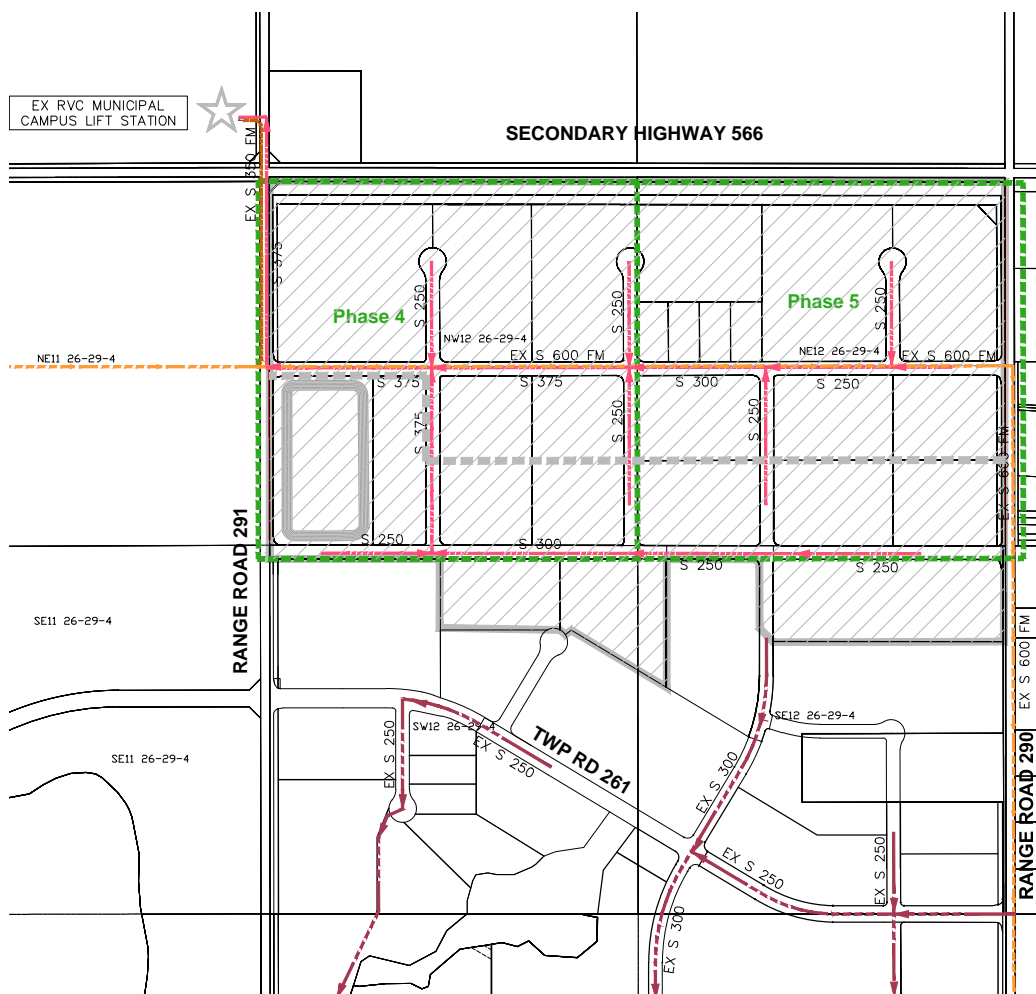 EX RVC MUNICIPAL
CAMPUS LIFT STATION
SECONDARY HIGHWAY 566
EX S 350 FM
S 375
Phase 4
S 250
NW12 26-29-4
S 250
Phase 5
S 250
NE11 26-29-4
EX S 600 FM
NE12 26-29-4
EX S 600 FM
S 375
S 375
S 300
S 250
S 375
S 250
S 250
EX S 600 FM
S 250
S 300
S 250
S 250
RANGE ROAD 291
SE11 26-29-4
EX S 600 FM
SW12 26-29-4
SE12 26-29-4
SE11 26-29-4
EX S 250
EX S 250
TWP RD 261
EX S 300
RANGE ROAD 290
EX S 250
EX S 250
EX S 300